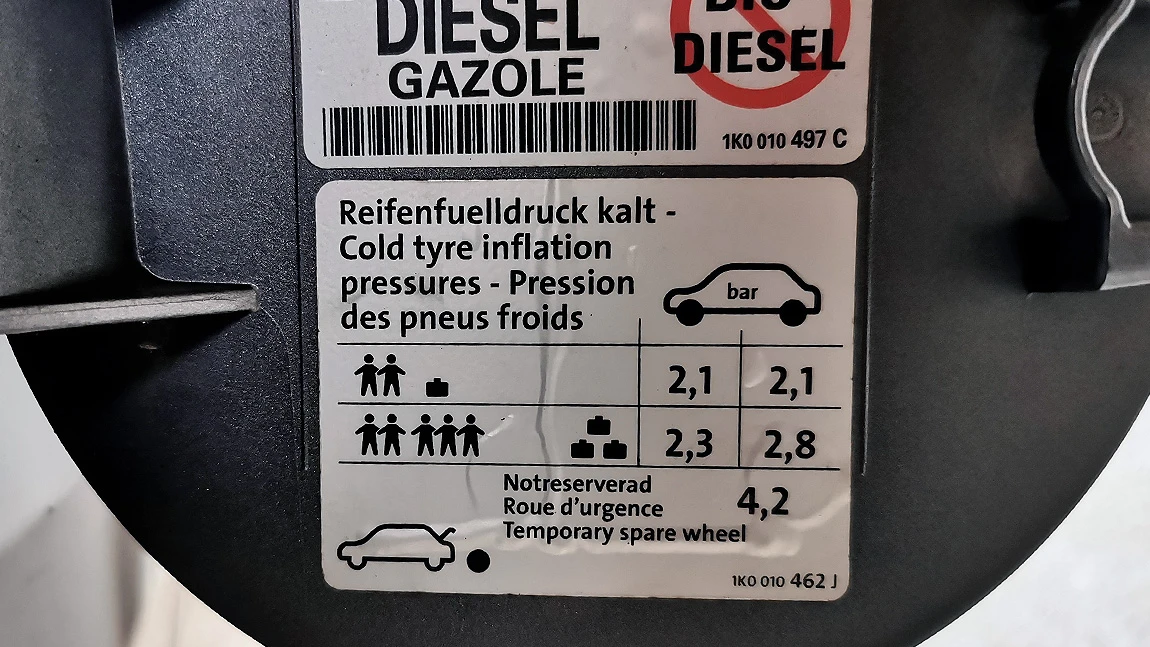 DIESEL
GAZOLE
BIO
DIESEL
1K0 010 497 C
Reifenfuelldruck kalt -
Cold tyre inflation
pressures - Pression
des pneus froids
bar
2,1 2,1
2,3 2,8
Notreserverad
Roue d'urgence
Temporary spare wheel
4,2
1K0 010 462 J